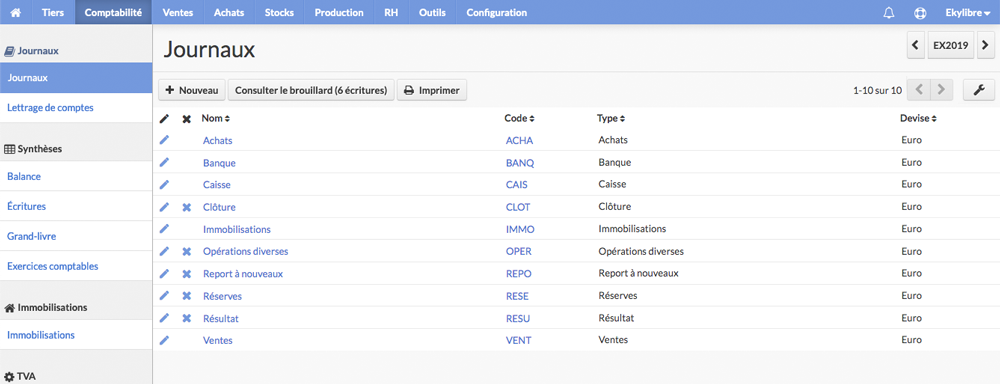 Tiers Comptabilité Ventes Achats Stocks Production RH Outils Configuration Ekylibre
Journaux
Journaux
Lettrage de comptes
Synthèses
Balance
Écritures
Grand-livre
Exercices comptables
Immobilisations
Immobilisations
TVA
Journaux
EX2019
Nouveau Consulter le brouillard (6 écritures) Imprimer 1-10 sur 10
Nom Code Type Devise
Achats ACHA Achats Euro
Banque BANQ Banque Euro
Caisse CAIS Caisse Euro
Clôture CLOT Clôture Euro
Immobilisations IMMO Immobilisations Euro
Opérations diverses OPER Opérations diverses Euro
Report à nouveaux REPO Report à nouveaux Euro
Réserves RESE Réserves Euro
Résultat RESU Résultat Euro
Ventes VENT Ventes Euro